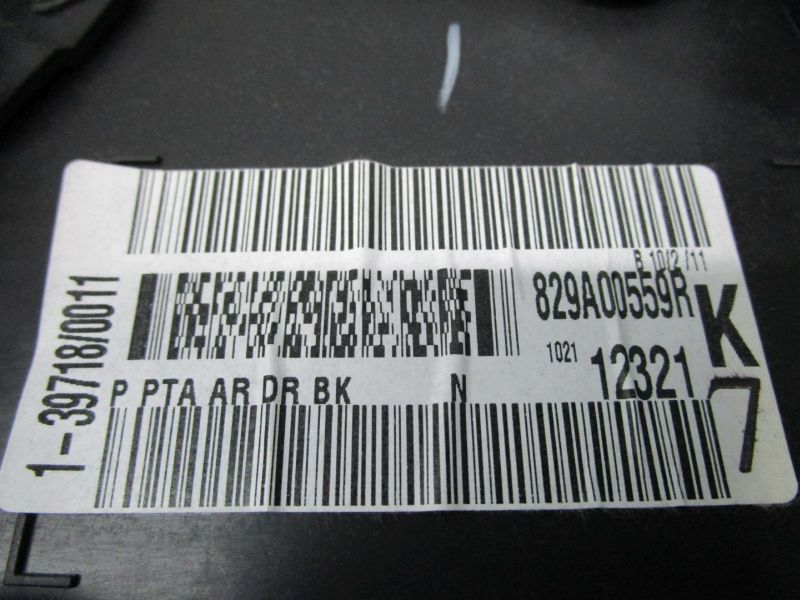 1-39718/0011
B 10/2/11
829A00559R
K
1021 12321
7
P PTA AR DR BK N